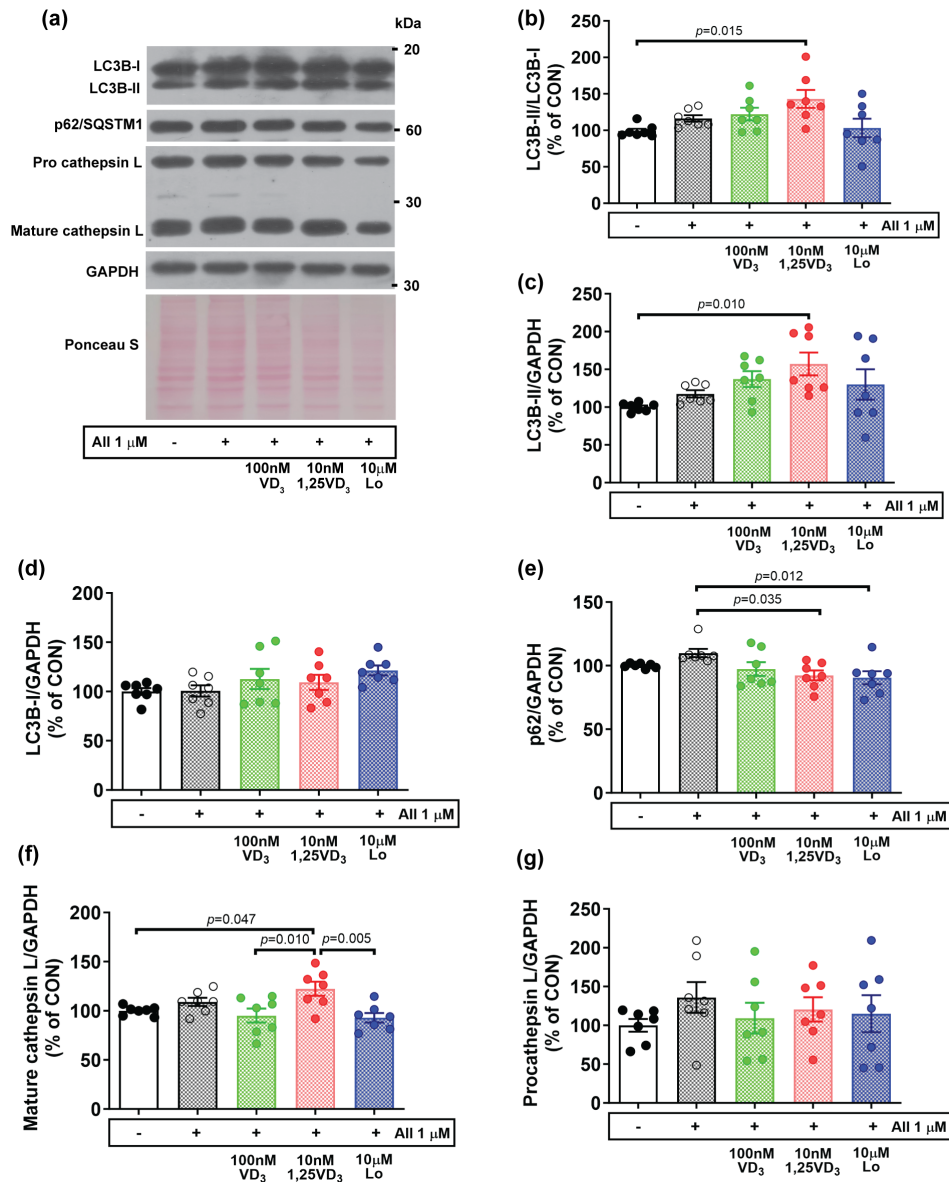 (a)
kDa
20
LC3B-I
LC3B-II
p62/SQSTM1
60
Pro cathepsin L
30
Mature cathepsin L
GAPDH
30
Ponceau S
All 1 μM - + + + +
100nM 10nM 10μM
VD3 1,25VD3 Lo
(b)
LC3B-II/LC3B-I
(% of CON)
250
200
150
100
50
0
p=0.015
- + + + + All 1 μM
100nM 10nM 10μM
VD3 1,25VD3 Lo
(c)
LC3B-II/GAPDH
(% of CON)
250
200
150
100
50
0
p=0.010
- + + + + All 1 μM
100nM 10nM 10μM
VD3 1,25VD3 Lo
(d)
LC3B-I/GAPDH
(% of CON)
200
150
100
50
0
- + + + + All 1 μM
100nM 10nM 10μM
VD3 1,25VD3 Lo
(e)
p62/GAPDH
(% of CON)
150
100
50
0
p=0.012
p=0.035
- + + + + All 1 μM
100nM 10nM 10μM
VD3 1,25VD3 Lo
(f)
Mature cathepsin L/GAPDH
(% of CON)
200
150
100
50
0
p=0.047
p=0.010 p=0.005
- + + + + All 1 μM
100nM 10nM 10μM
VD3 1,25VD3 Lo
(g)
Procathepsin L/GAPDH
(% of CON)
250
200
150
100
50
0
- + + + + All 1 μM
100nM 10nM 10μM
VD3 1,25VD3 Lo